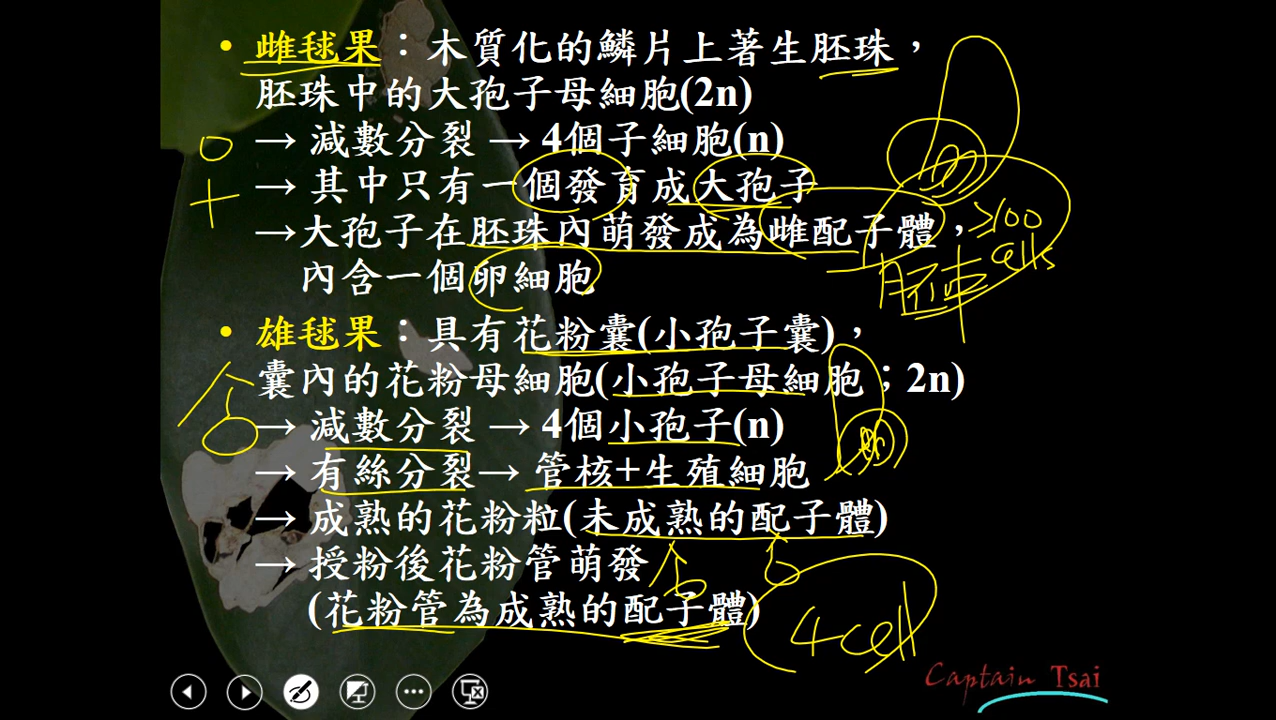 • 雌毬果：木質化的鱗片上著生胚珠，
胚珠中的大孢子母細胞(2n)
→ 減數分裂 → 4個子細胞(n)
→ 其中只有一個發育成大孢子
→大孢子在胚珠內萌發成為雌配子體，
內含一個卵細胞
≥100
cells
• 雄毬果：具有花粉囊(小孢子囊)，
囊內的花粉母細胞(小孢子母細胞；2n)
→ 減數分裂 → 4個小孢子(n)
→ 有絲分裂→ 管核+生殖細胞
→ 成熟的花粉粒(未成熟的配子體)
→ 授粉後花粉管萌發
(花粉管為成熟的配子體)
4 cell
Captain Tsai